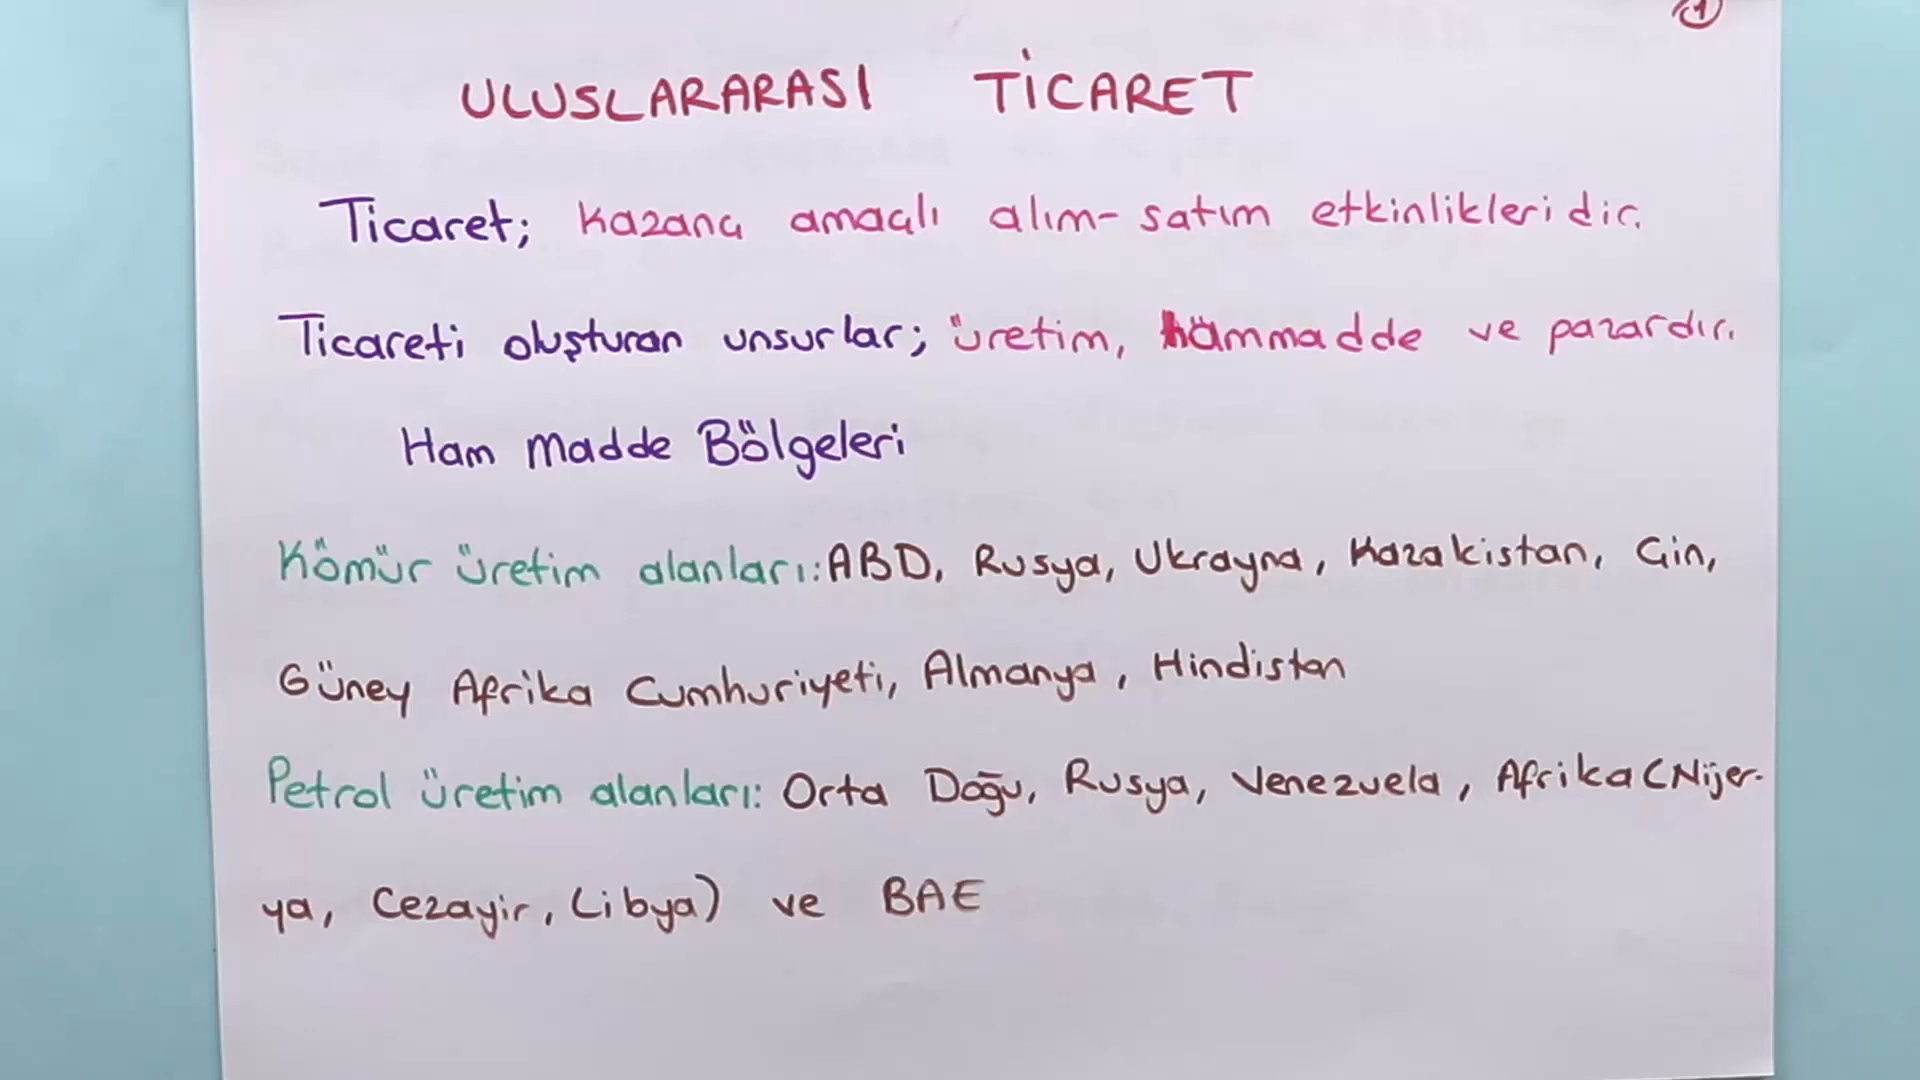 1
ULUSLARARASI TİCARET
Ticaret; kazanç amaçlı alım-satım etkinlikleridir.
Ticareti oluşturan unsurlar; üretim, hammadde ve pazardır.
Ham madde Bölgeleri
Kömür üretim alanları: ABD, Rusya, Ukrayna, Kazakistan, Çin,
Güney Afrika Cumhuriyeti, Almanya, Hindistan
Petrol üretim alanları: Orta Doğu, Rusya, Venezuela, Afrika (Nijer-
ya, Cezayir, Libya) ve BAE